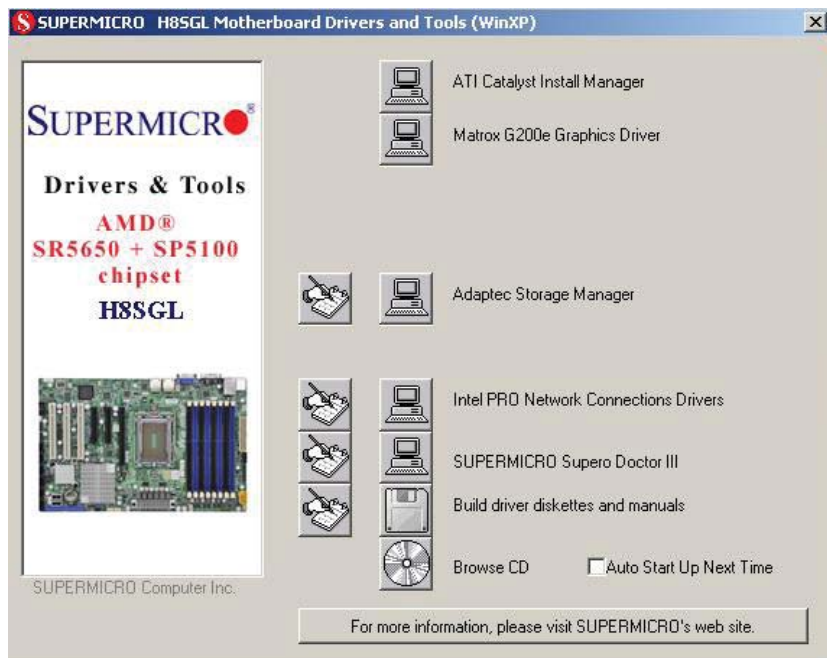 SUPERMICRO H8SGL Motherboard Drivers and Tools (WinXP)
SUPERMICRO®
Drivers & Tools
AMD®
SR5650 + SP5100
chipset
H8SGL
SUPERMICRO Computer Inc.
ATI Catalyst Install Manager
Matrox G200e Graphics Driver
Adaptec Storage Manager
Intel PRO Network Connections Drivers
SUPERMICRO Supero Doctor III
Build driver diskettes and manuals
Browse CD
Auto Start Up Next Time
For more information, please visit SUPERMICRO's web site.